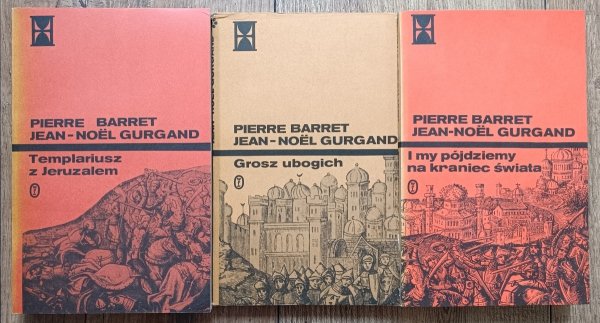 PIERRE BARRET
JEAN-NOËL GURGAND
Templariusz
z Jeruzalem
PIERRE BARRET
JEAN-NOËL GURGAND
Grosz ubogich
PIERRE BARRET
JEAN-NOËL GURGAND
I my pójdziemy
na kraniec świata